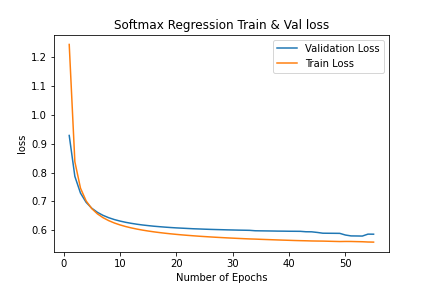 Softmax Regression Train & Val loss
Validation Loss
Train Loss
loss
1.2
1.1
1.0
0.9
0.8
0.7
0.6
0 10 20 30 40 50
Number of Epochs